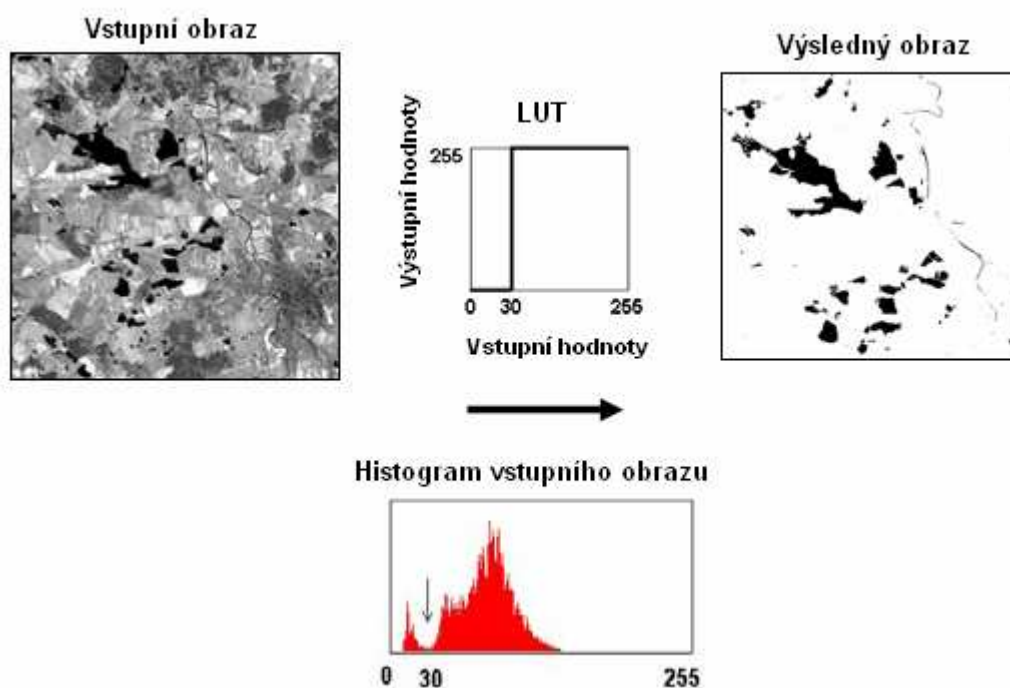 Vstupní obraz
Výsledný obraz
LUT
255
Výstupní hodnoty
0 30 255
Vstupní hodnoty
Histogram vstupního obrazu
0 30 255